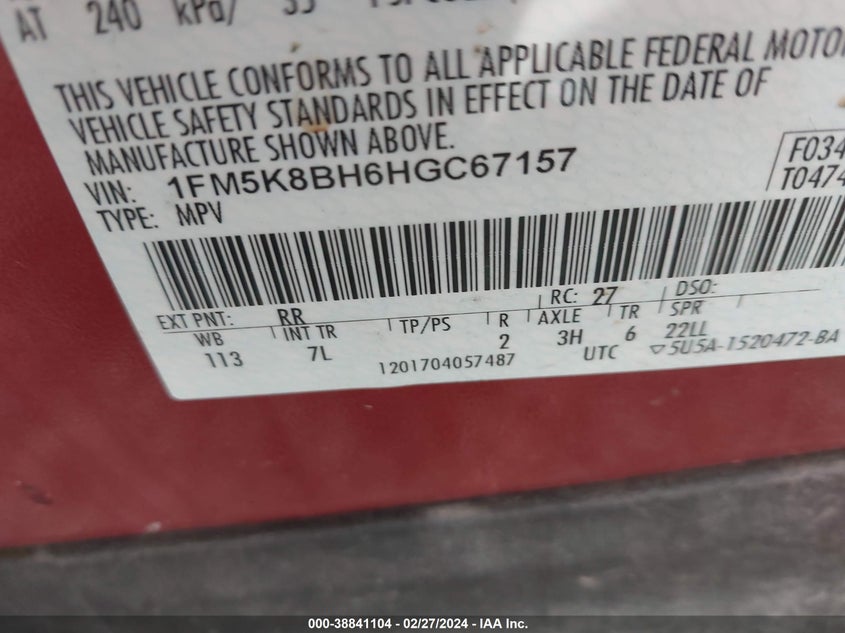 AT 240 kPa/ 35
THIS VEHICLE CONFORMS TO ALL APPLICABLE FEDERAL MOTOR
VEHICLE SAFETY STANDARDS IN EFFECT ON THE DATE OF
MANUFACTURE SHOWN ABOVE.
VIN: 1FM5K8BH6HGC67157
TYPE: MPV
F034
T0474
EXT PNT: RR RC: 27 DSO:
WB INT TR TP/PS R AXLE TR SPR
113 7L 2 3H 6 22LL
1201704057487 UTC ▽5U5A-1520472-BA
000-38841104 - 02/27/2024 - IAA Inc.